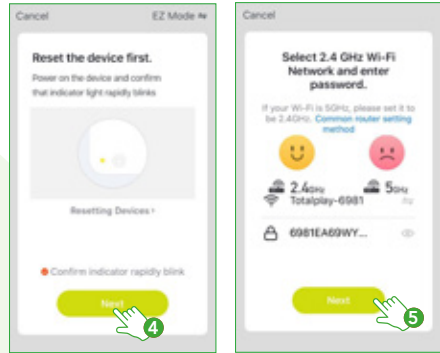 Cancel
EZ Mode ⇋
Reset the device first.
Power on the device and confirm
that indicator light rapidly blinks
Resetting Devices >
Confirm indicator rapidly blink
Next
4
Cancel
Select 2.4 GHz Wi-Fi
Network and enter
password.
If your Wi-Fi is 5GHz, please set it to
be 2.4GHz. Common router setting
method
2.4GHz
5GHz
Totalplay-6981
6981EA69WY...
Next
5